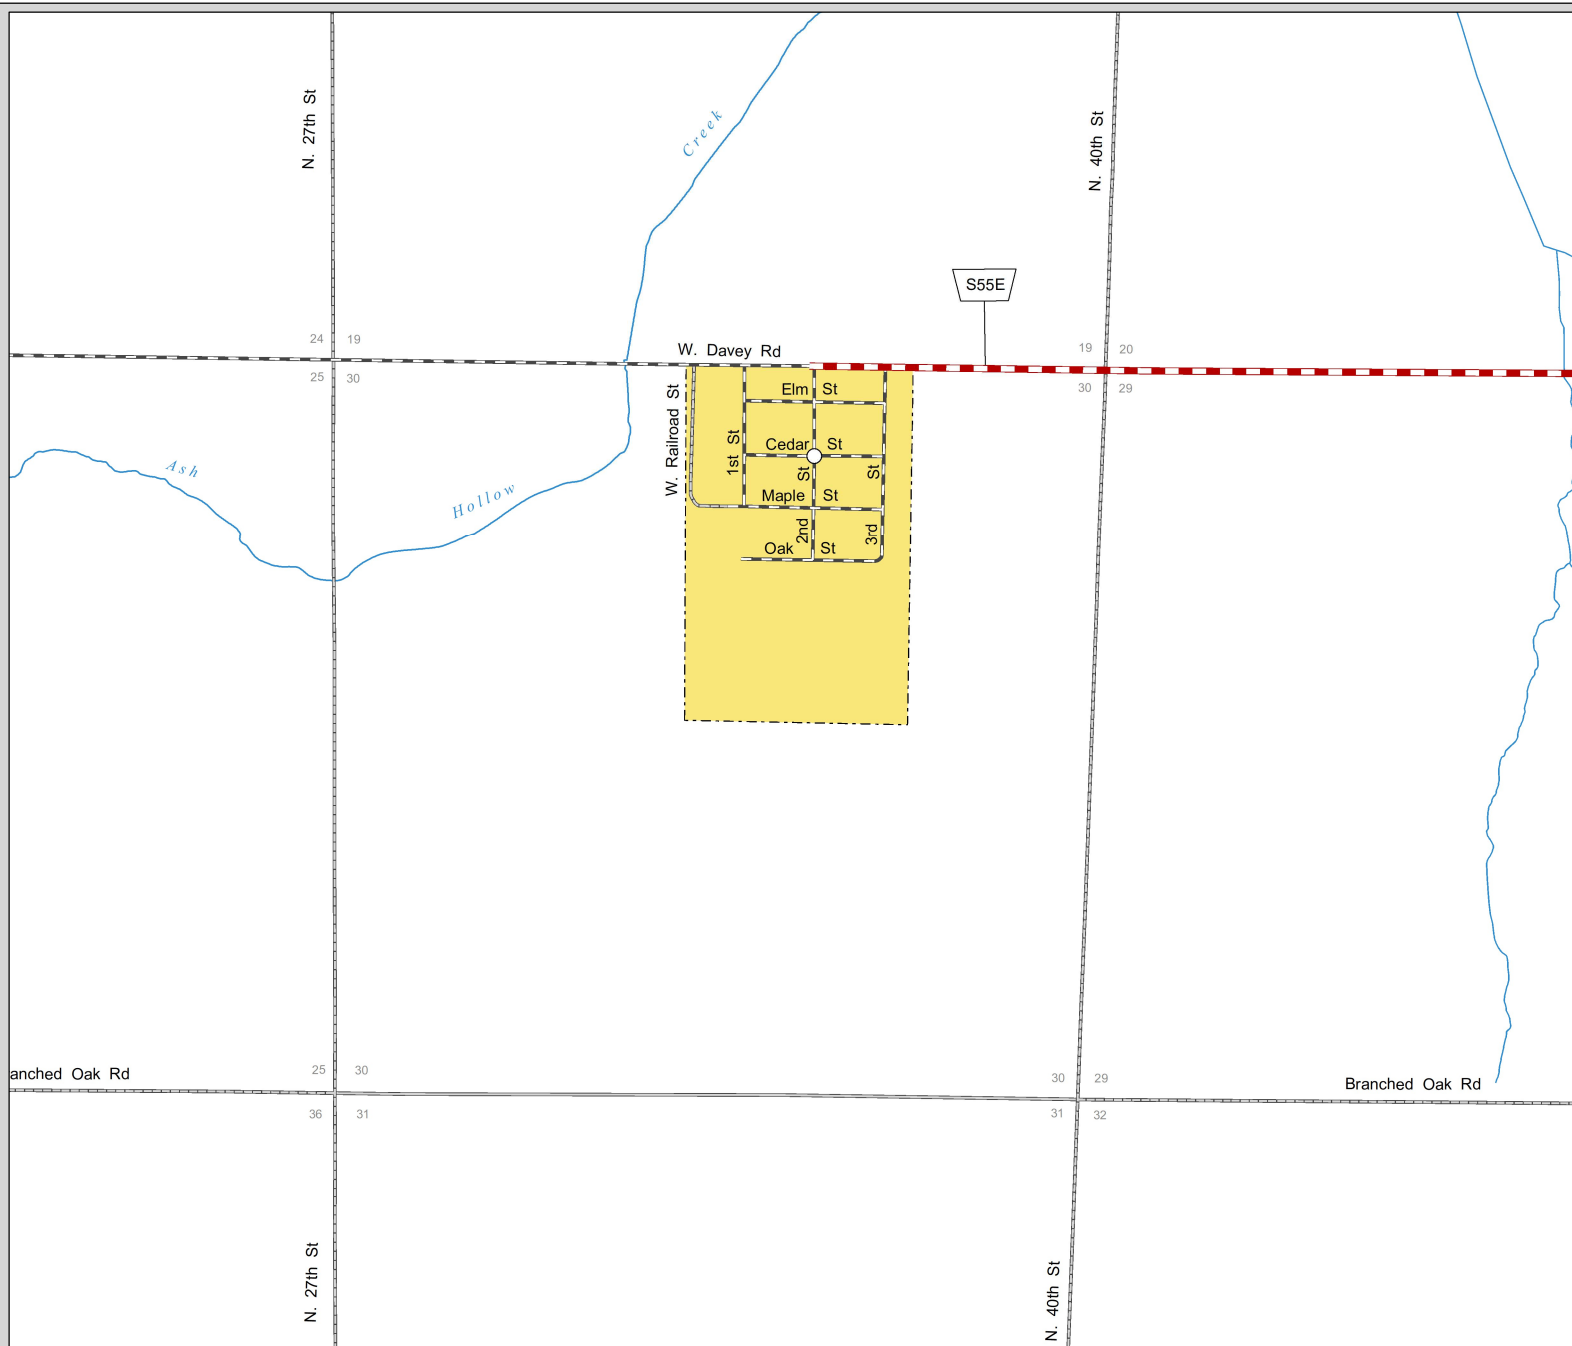 N. 27th St
Creek
N. 40th St
S55E
24 19
19 20
W. Davey Rd
25 30
30 29
Elm St
W. Railroad St
1st St
Cedar St
2nd St
3rd St
Maple St
Oak St
Ash
Hollow
anched Oak Rd
25 30
30 29
Branched Oak Rd
36 31
31 32
N. 27th St
N. 40th St